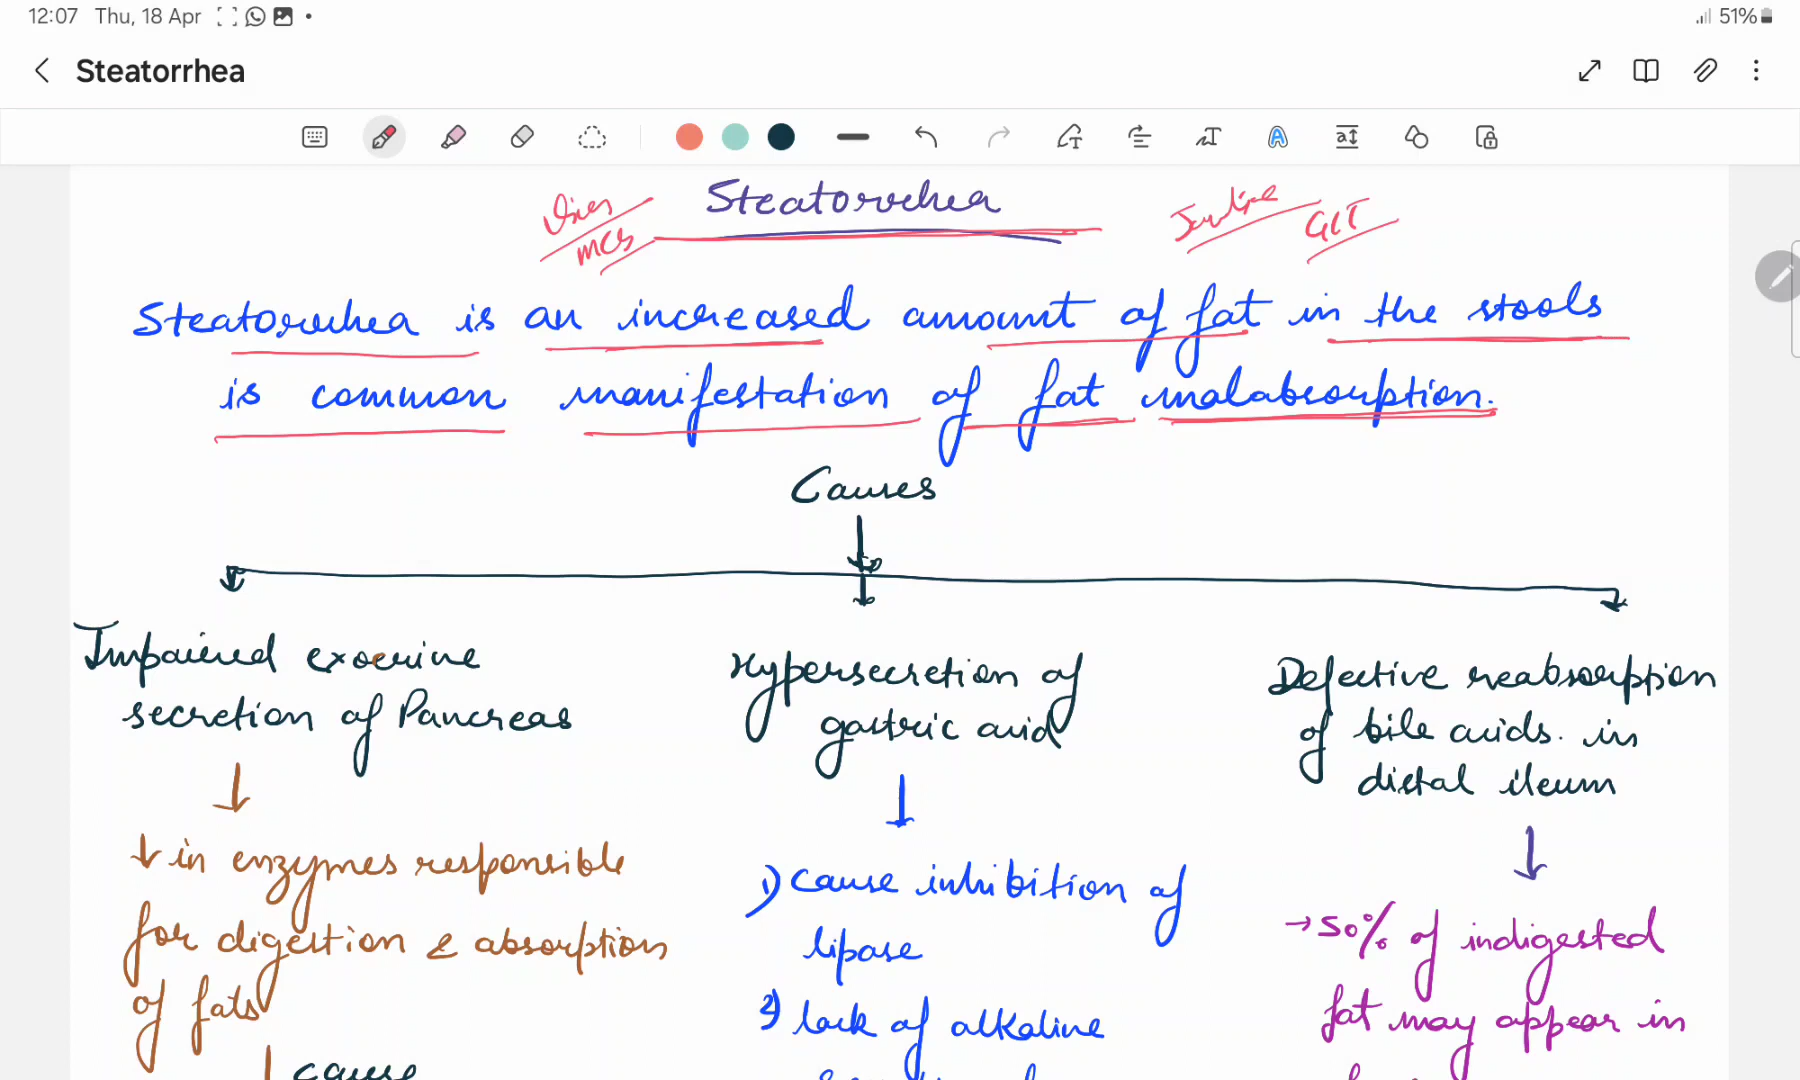 12:07 Thu, 18 Apr
51%
Steatorrhea
Steatorrhea
Vivas
MCS
GIT
Steatorrhea is an increased amount of fat in the stools
is common manifestation of fat malabsorption.
Causes
Impaired exocrine
secretion of Pancreas
↓ in enzymes responsible
for digestion & absorption
of fats
cause
Hypersecretion of
gastric acid
1) cause inhibition of
lipase
2) lack of alkaline
Defective reabsorption
of bile acids. in
distal ileum
→ 50% of indigested
fat may appear in